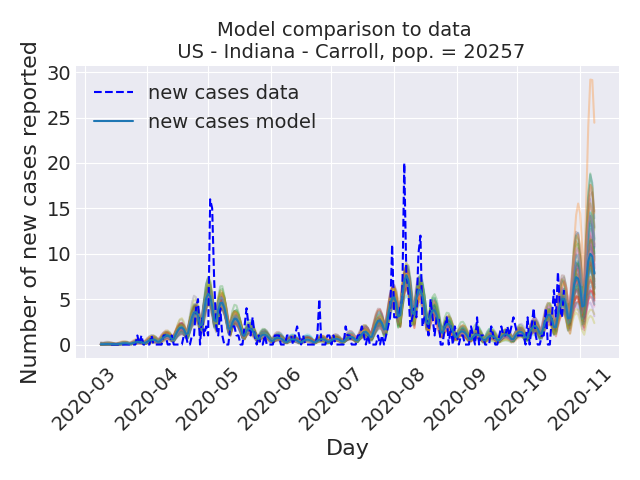 Model comparison to data
US - Indiana - Carroll, pop. = 20257
Number of new cases reported
30
25
20
15
10
5
0
new cases data
new cases model
2020-03
2020-04
2020-05
2020-06
2020-07
2020-08
2020-09
2020-10
2020-11
Day